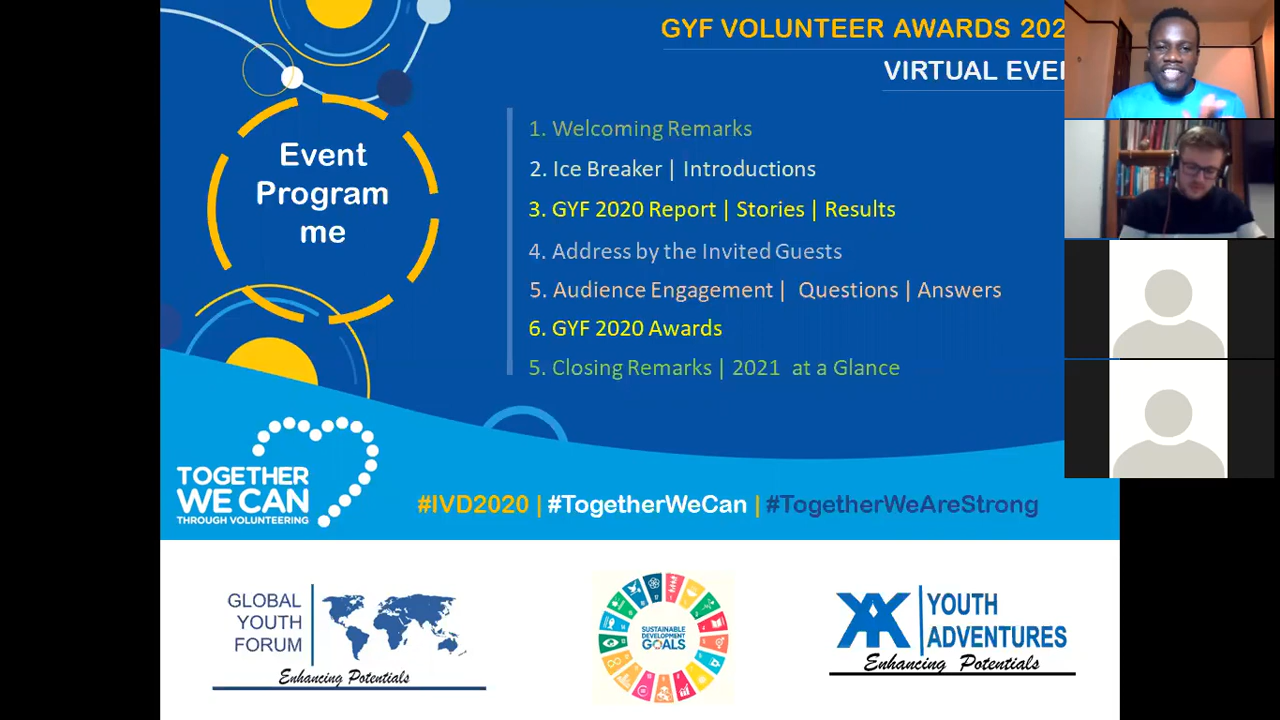 GYF VOLUNTEER AWARDS 202
VIRTUAL EVE
Event
Program
me
1. Welcoming Remarks
2. Ice Breaker | Introductions
3. GYF 2020 Report | Stories | Results
4. Address by the Invited Guests
5. Audience Engagement | Questions | Answers
6. GYF 2020 Awards
5. Closing Remarks | 2021 at a Glance
TOGETHER
WE CAN
THROUGH VOLUNTEERING
#IVD2020 | #TogetherWeCan | #TogetherWeAreStrong
GLOBAL
YOUTH
FORUM
Enhancing Potentials
SUSTAINABLE
DEVELOPMENT
GOALS
YOUTH
ADVENTURES
Enhancing Potentials